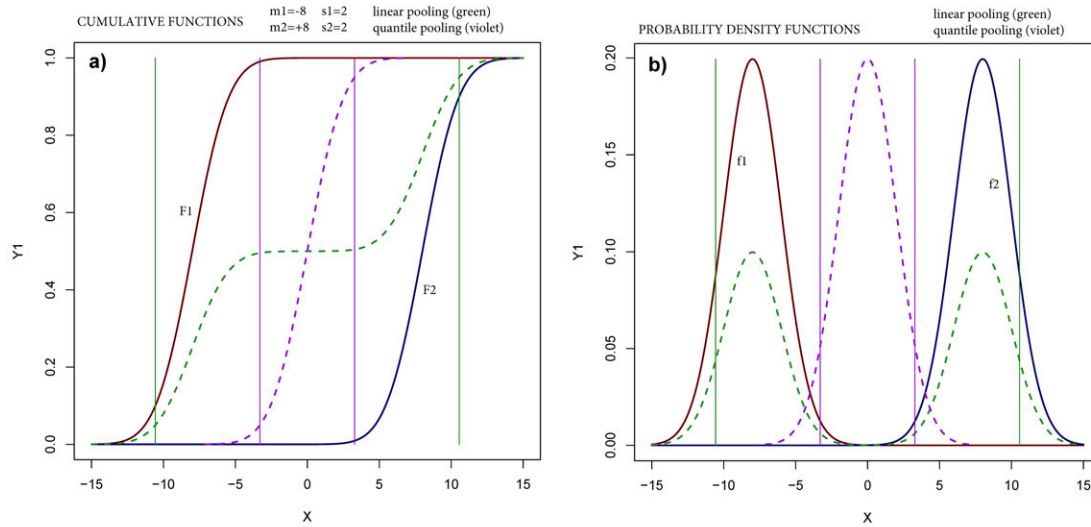 CUMULATIVE FUNCTIONS
m1=-8 s1=2 linear pooling (green)
m2=+8 s2=2 quantile pooling (violet)
a)
F1
F2
Y1
0.0 0.2 0.4 0.6 0.8 1.0
−15 −10 −5 0 5 10 15
X
PROBABILITY DENSITY FUNCTIONS
linear pooling (green)
quantile pooling (violet)
b)
f1
f2
Y1
0.00 0.05 0.10 0.15 0.20
−15 −10 −5 0 5 10 15
X